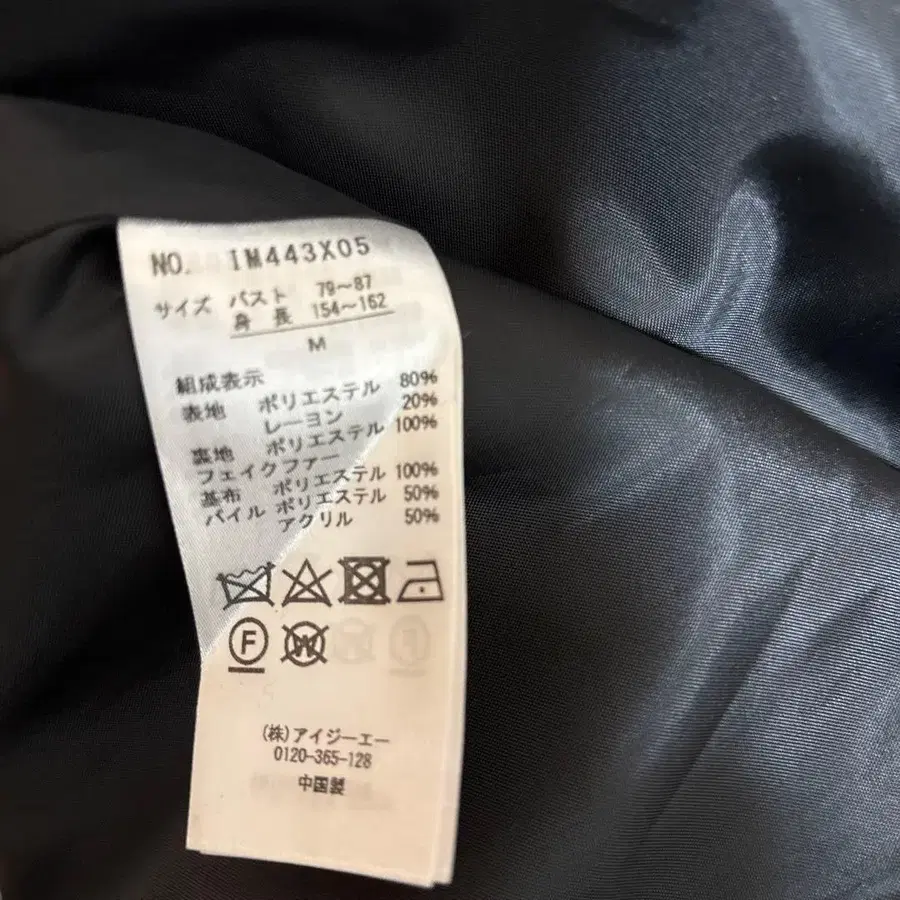 NO. IM443X05
サイズ バスト 79～87
身長 154～162
M
組成表示
表地 ポリエステル 80%
レーヨン 20%
裏地 ポリエステル 100%
フェイクファー
基布 ポリエステル 100%
パイル ポリエステル 50%
アクリル 50%
F
W
(株)アイジーエー
0120-365-128
中国製